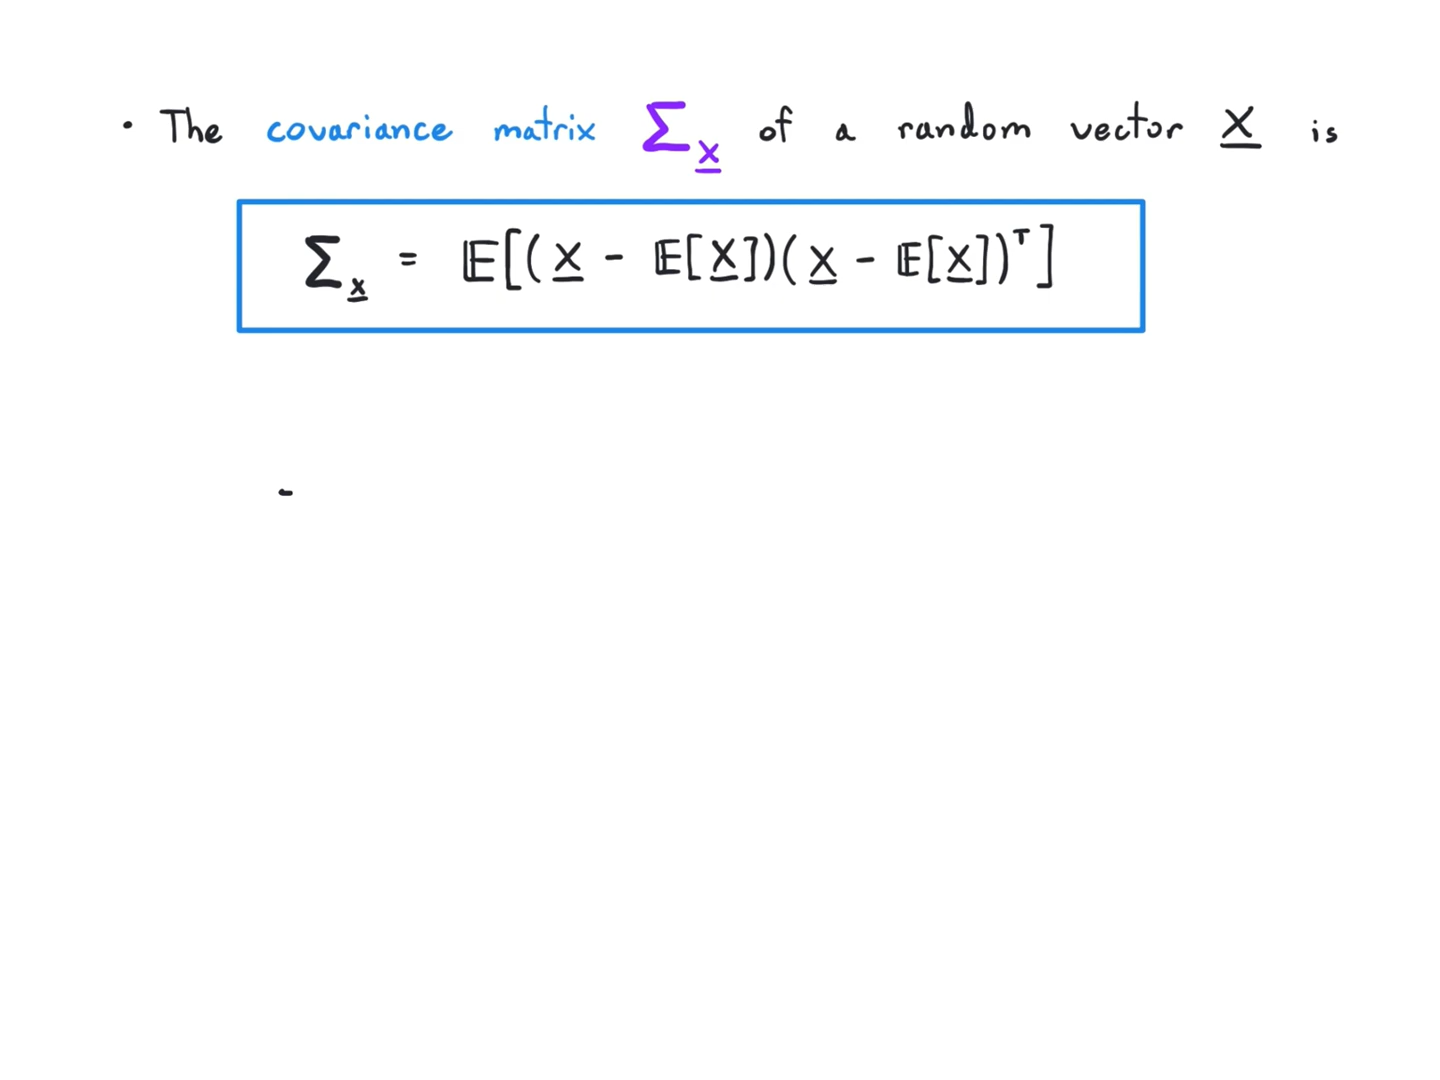 • The covariance matrix Σ_X̲ of a random vector X̲ is
Σ_X̲ = 𝔼[(X̲ - 𝔼[X̲])(X̲ - 𝔼[X̲])ᵀ]
-